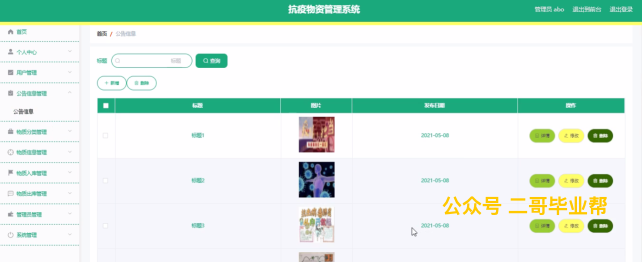 抗疫物资管理系统
管理员 abo 退出到前台 退出登录
首页
首页 / 公告信息
个人中心
标题 标题 查询
用户管理
新增 删除
公告信息管理
公告信息
标题 图片 发布日期 操作
物资分类管理
标题1 2021-05-08 详情 修改 删除
物资信息管理
物资入库管理
标题2 2021-05-08 详情 修改 删除
物资出库管理
公众号 二哥毕业帮
管理员管理
标题3 2021-05-08 详情 修改 删除
系统管理